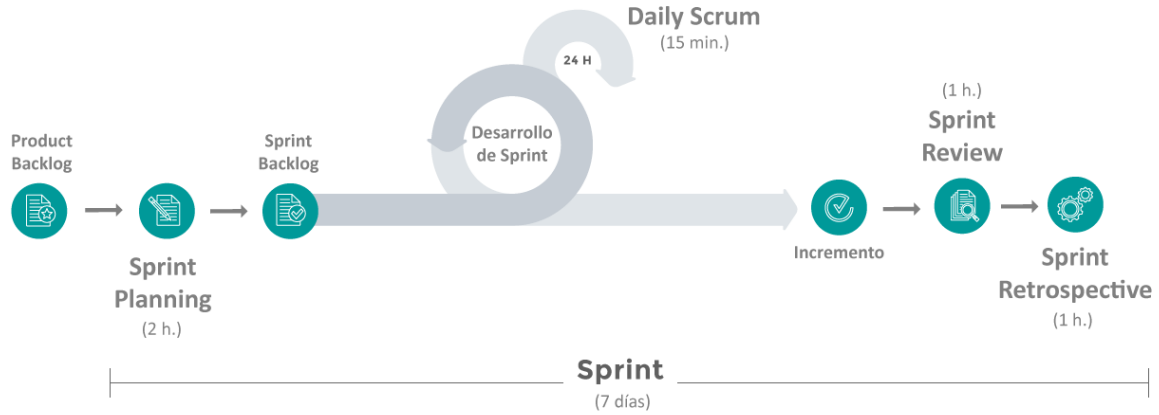 Daily Scrum
(15 min.)
24 H
Desarrollo
de Sprint
Product
Backlog
Sprint
Backlog
Sprint
Planning
(2 h.)
Incremento
(1 h.)
Sprint
Review
Sprint
Retrospective
(1 h.)
Sprint
(7 días)